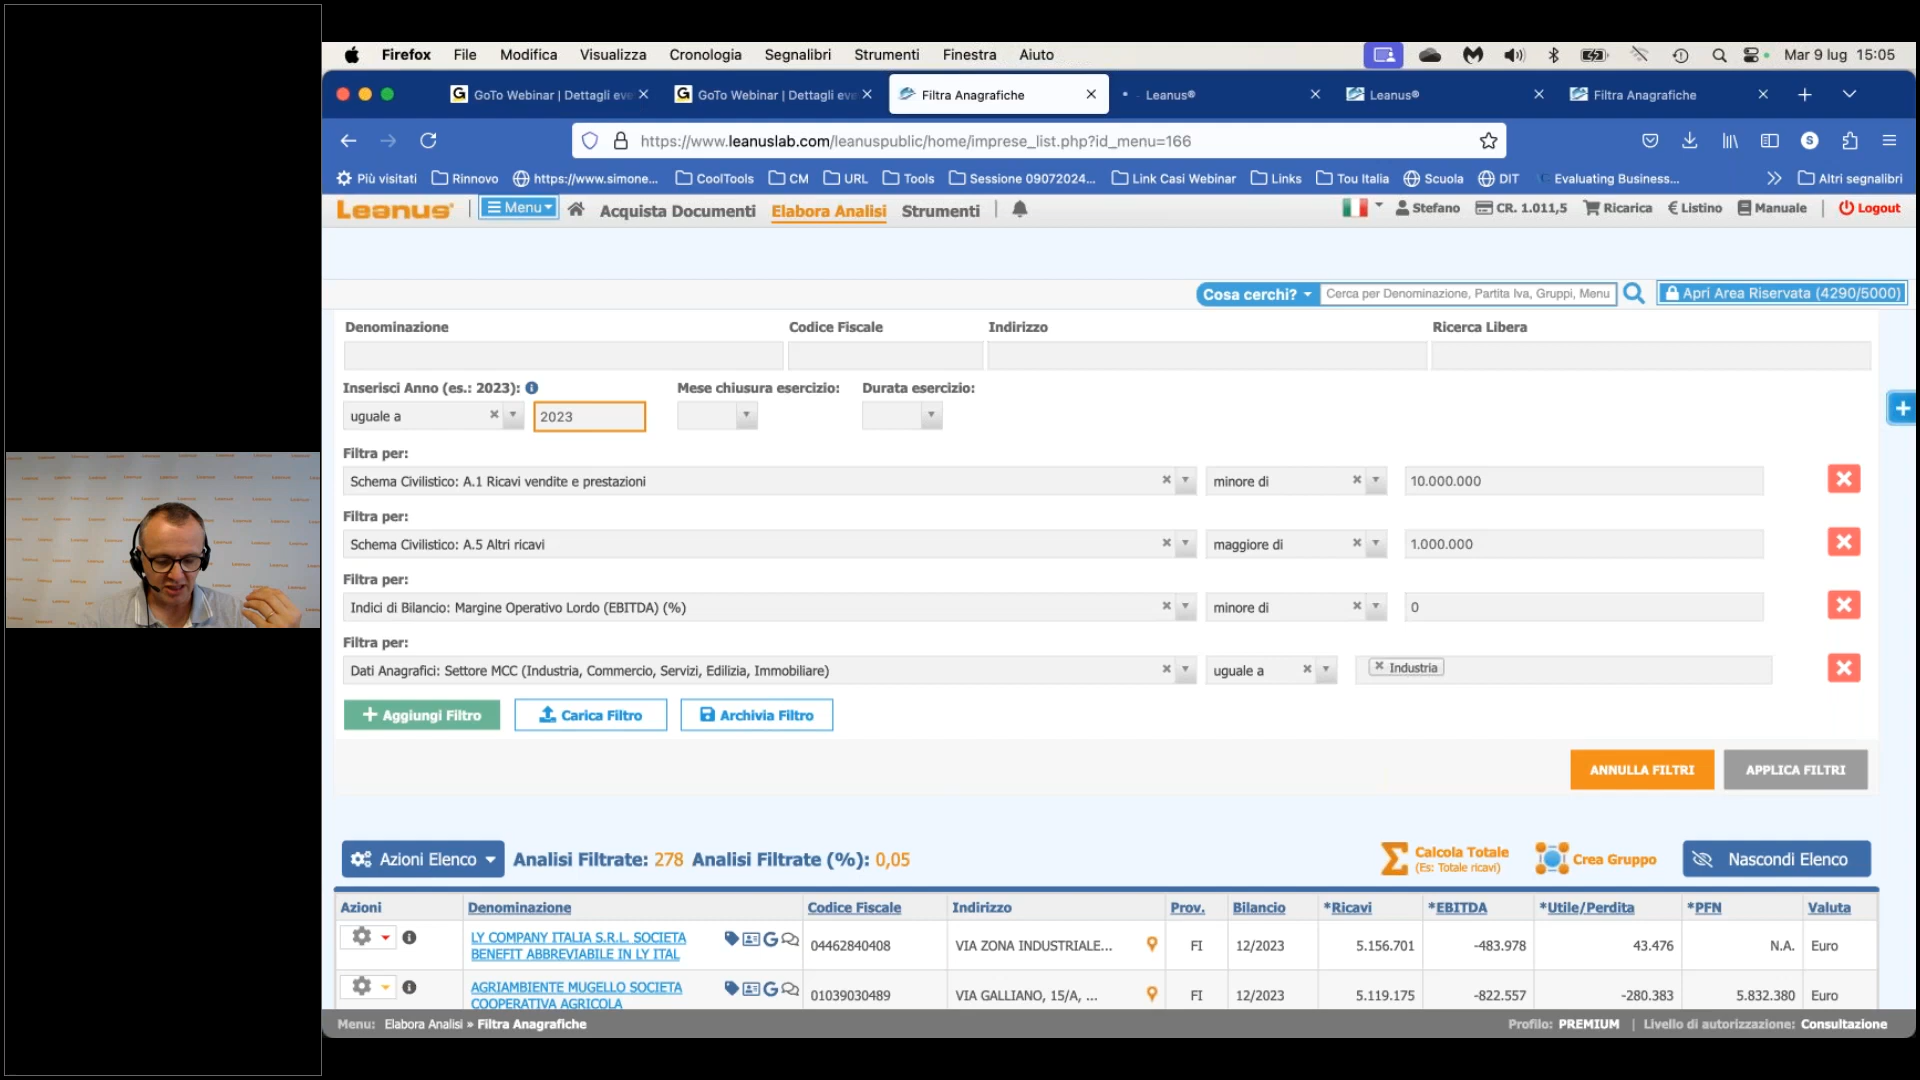 Firefox File Modifica Visualizza Cronologia Segnalibri Strumenti Finestra Aiuto Mar 9 lug 15:05
GoTo Webinar | Dettagli eve GoTo Webinar | Dettagli eve Filtra Anagrafiche Leanus® Leanus® Filtra Anagrafiche
https://www.leanuslab.com/leanuspublic/home/imprese_list.php?id_menu=166 S
Più visitati Rinnovo https://www.simone... CoolTools CM URL Tools Sessione 09072024... Link Casi Webinar Links Tou Italia Scuola DIT Evaluating Business... Altri segnalibri
Leanus® Menu Acquista Documenti Elabora Analisi Strumenti Stefano CR. 1.011,5 Ricarica € Listino Manuale Logout
Cosa cerchi? Cerca per Denominazione, Partita Iva, Gruppi, Menu Apri Area Riservata (4290/5000)
Denominazione Codice Fiscale Indirizzo Ricerca Libera
Inserisci Anno (es.: 2023): Mese chiusura esercizio: Durata esercizio:
uguale a 2023
Filtra per:
Schema Civilistico: A.1 Ricavi vendite e prestazioni minore di 10.000.000
Filtra per:
Schema Civilistico: A.5 Altri ricavi maggiore di 1.000.000
Filtra per:
Indici di Bilancio: Margine Operativo Lordo (EBITDA) (%) minore di 0
Filtra per:
Dati Anagrafici: Settore MCC (Industria, Commercio, Servizi, Edilizia, Immobiliare) uguale a Industria
Aggiungi Filtro Carica Filtro Archivia Filtro
ANNULLA FILTRI APPLICA FILTRI
Azioni Elenco Analisi Filtrate: 278 Analisi Filtrate (%): 0,05 Calcola Totale (Es: Totale ricavi) Crea Gruppo Nascondi Elenco
Azioni Denominazione Codice Fiscale Indirizzo Prov. Bilancio *Ricavi *EBITDA *Utile/Perdita *PFN Valuta
LY COMPANY ITALIA S.R.L. SOCIETA
BENEFIT ABBREVIABILE IN LY ITAL 04462840408 VIA ZONA INDUSTRIALE... FI 12/2023 5.156.701 -483.978 43.476 N.A. Euro
AGRIAMBIENTE MUGELLO SOCIETA
COOPERATIVA AGRICOLA 01039030489 VIA GALLIANO, 15/A, ... FI 12/2023 5.119.175 -822.557 -280.383 5.832.380 Euro
Menu: Elabora Analisi » Filtra Anagrafiche Profilo: PREMIUM | Livello di autorizzazione: Consultazione